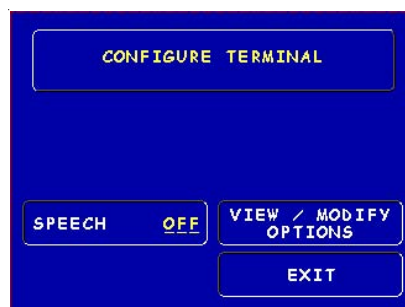 CONFIGURE TERMINAL
SPEECH OFF
VIEW / MODIFY
OPTIONS
EXIT